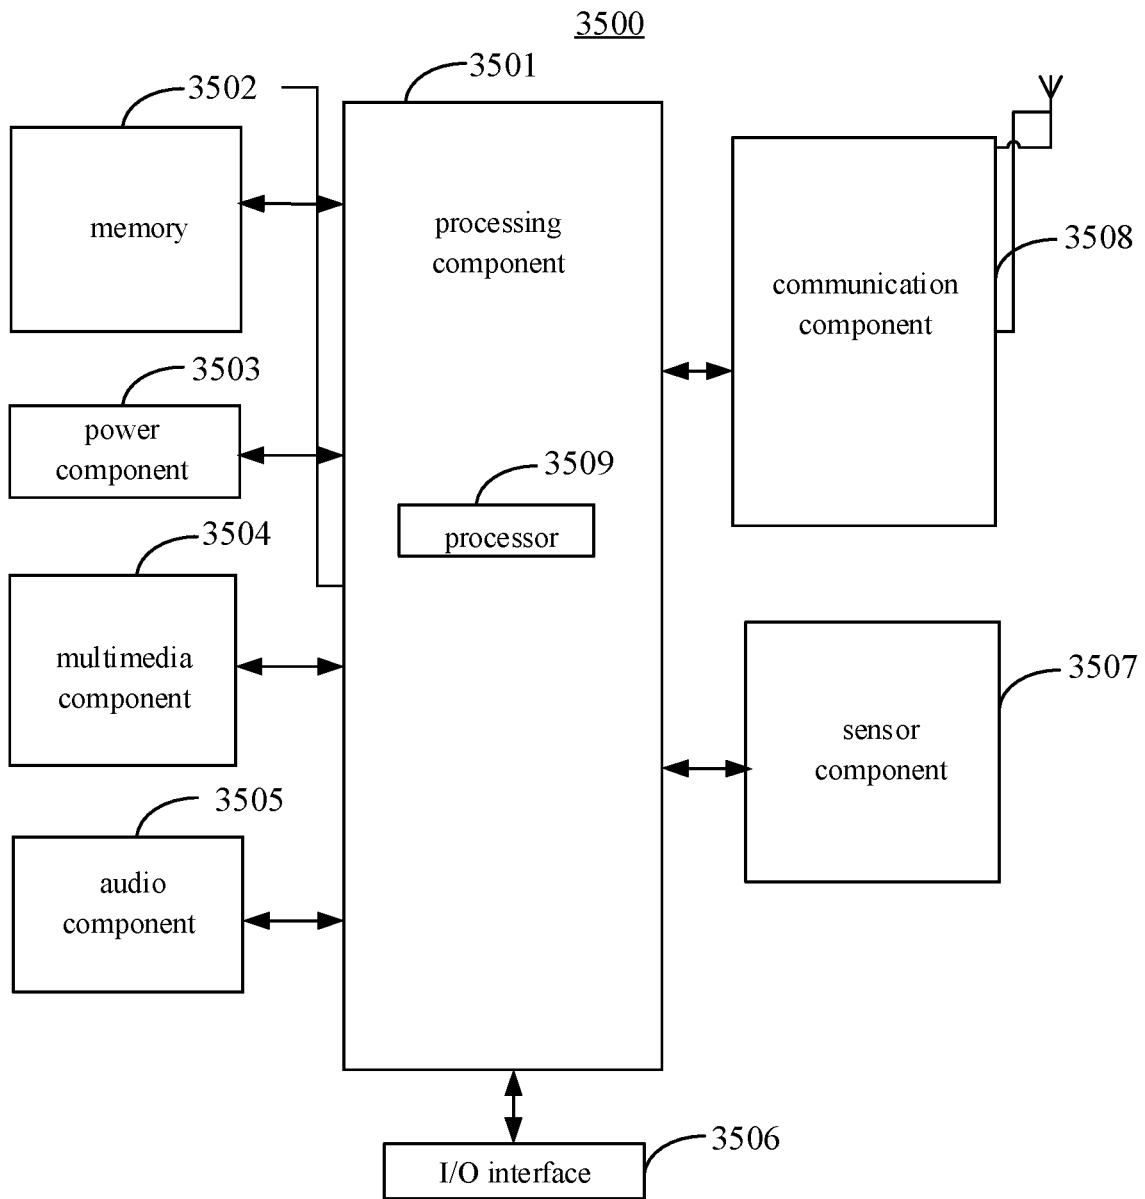 3500
3501
3502
memory
processing
component
3508
communication
component
3503
power
component
3509
processor
3504
multimedia
component
3507
sensor
component
3505
audio
component
3506
I/O interface